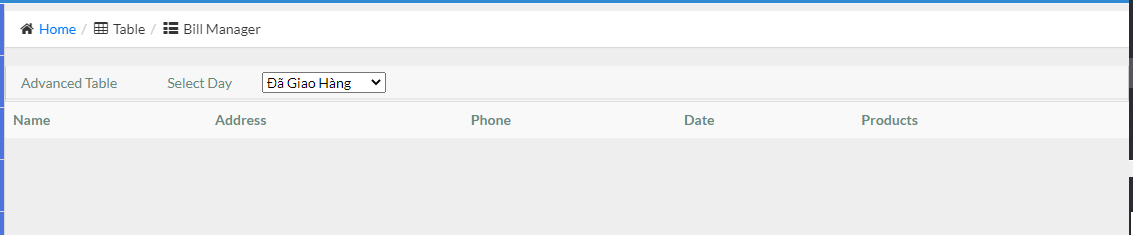 Home / Table / Bill Manager
Advanced Table Select Day Đã Giao Hàng
Name Address Phone Date Products